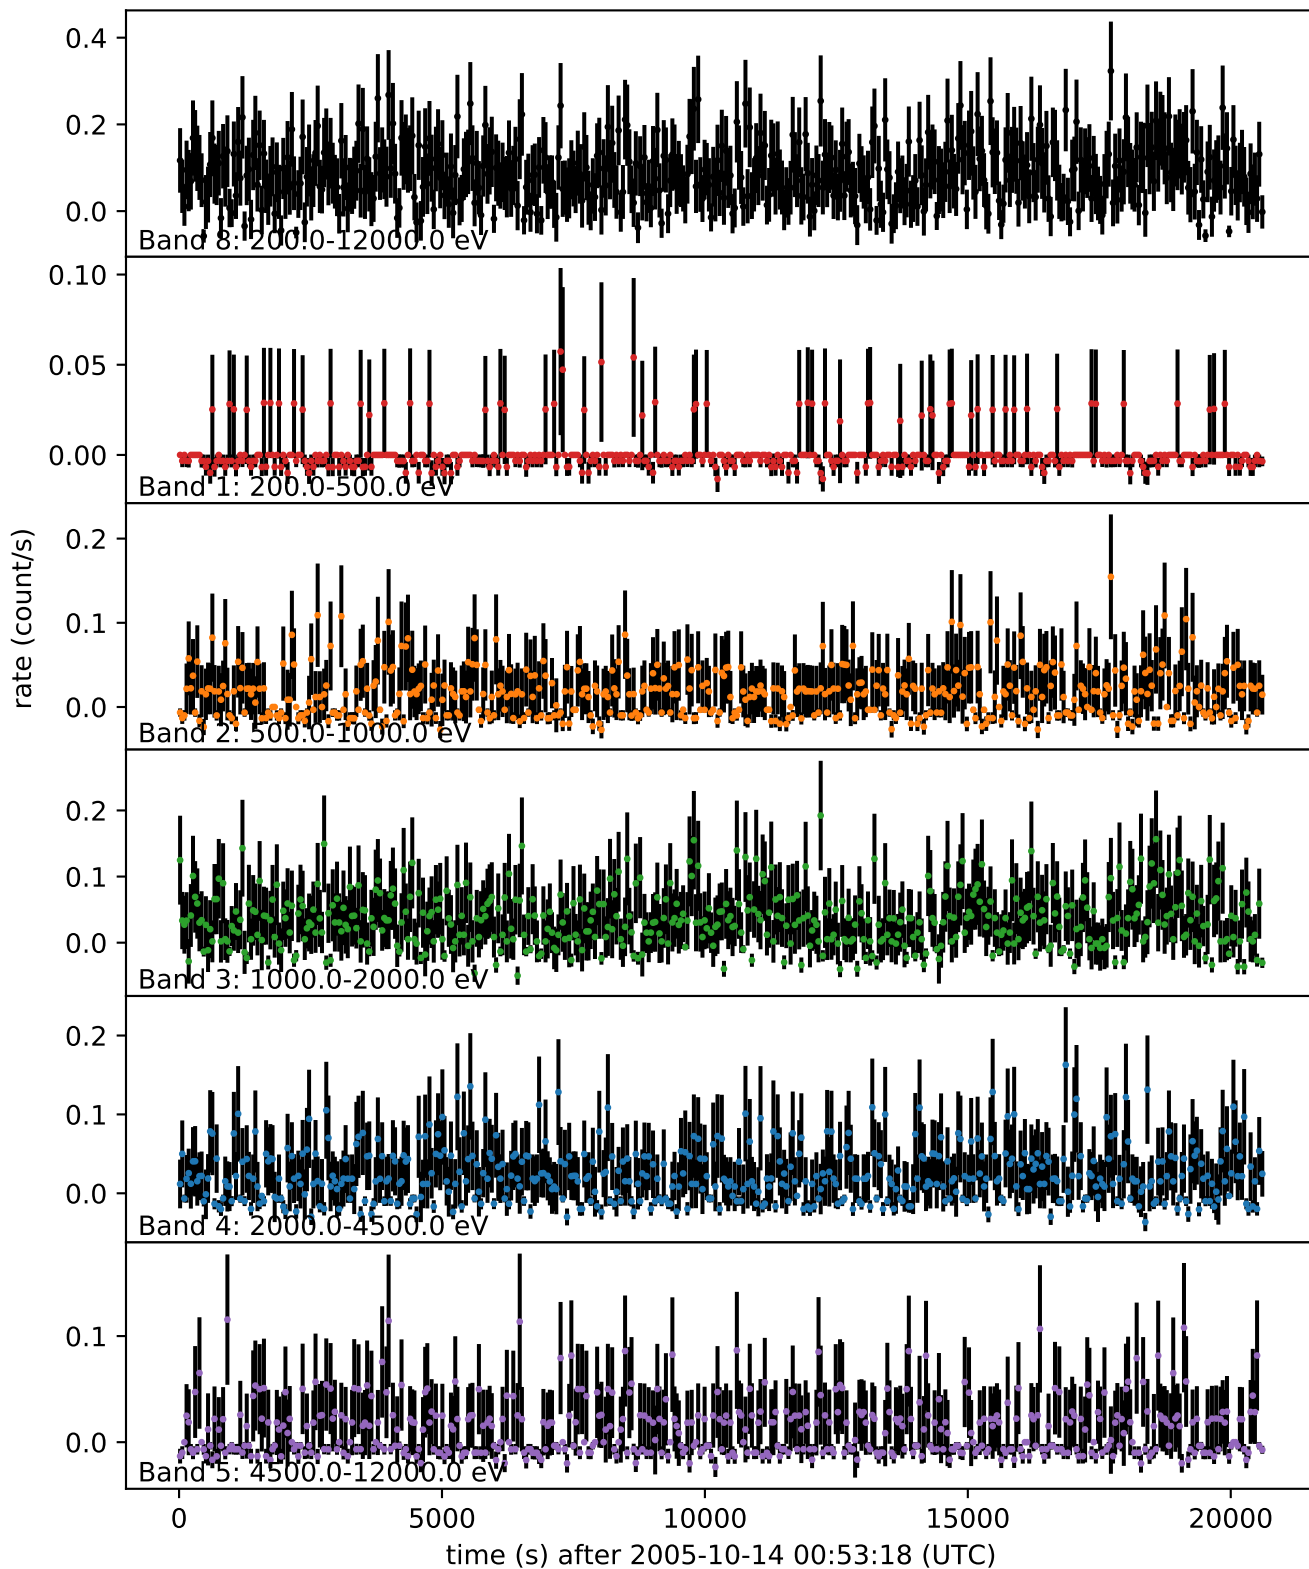 0.4
0.2
0.0
Band 8: 200.0-12000.0 eV
0.10
0.05
0.00
Band 1: 200.0-500.0 eV
rate (count/s)
0.2
0.1
0.0
Band 2: 500.0-1000.0 eV
0.2
0.1
0.0
Band 3: 1000.0-2000.0 eV
0.2
0.1
0.0
Band 4: 2000.0-4500.0 eV
0.1
0.0
Band 5: 4500.0-12000.0 eV
0 5000 10000 15000 20000
time (s) after 2005-10-14 00:53:18 (UTC)